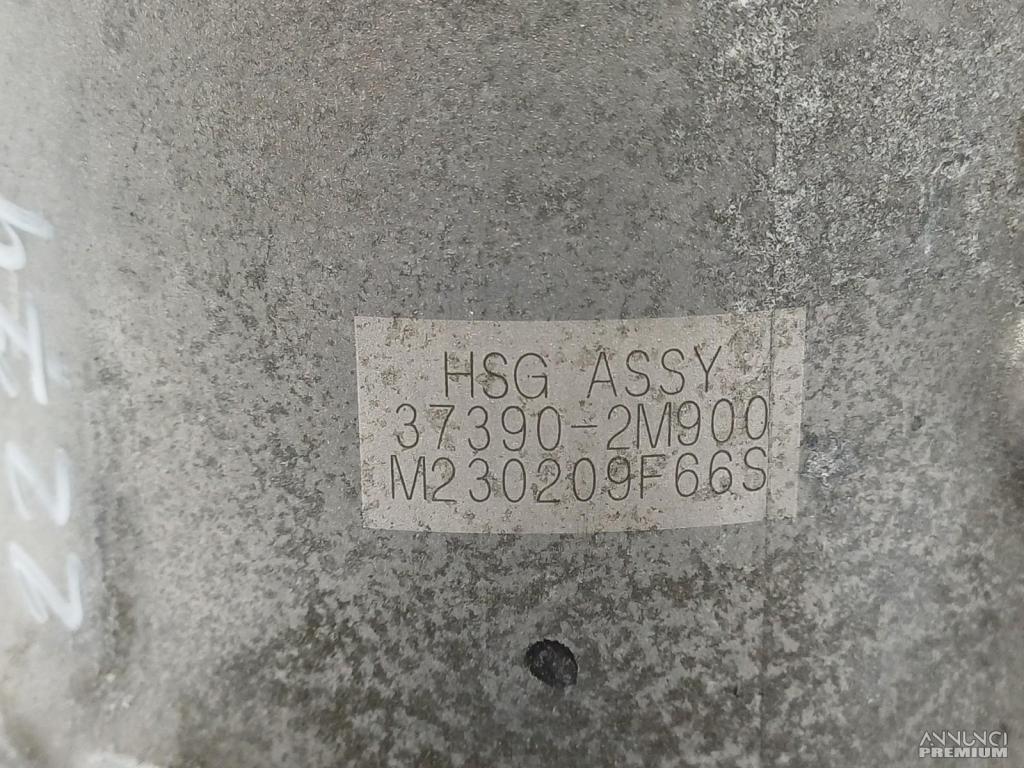 HSG ASSY
37390-2M900
M230209F66S
ANNUNCI
PREMIUM